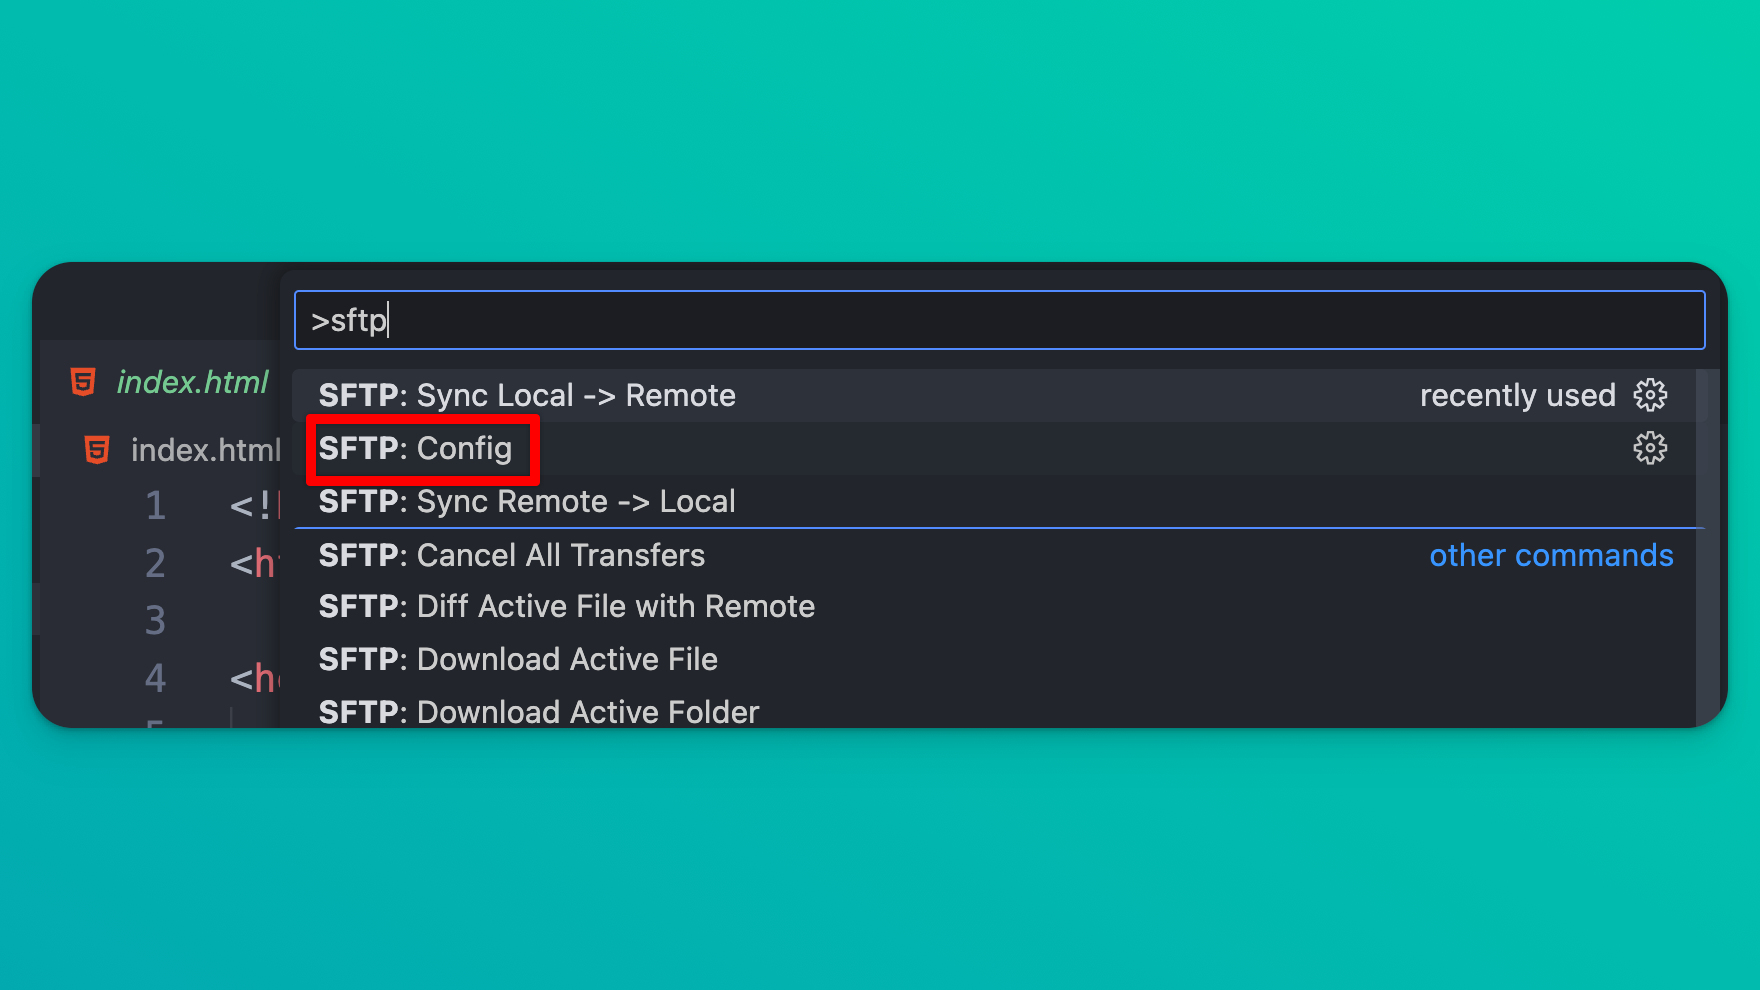 >sftp
index.html
SFTP: Sync Local -> Remote recently used
SFTP: Config
index.html
SFTP: Sync Remote -> Local
1 <!
2 <h
SFTP: Cancel All Transfers other commands
3
SFTP: Diff Active File with Remote
4 <h
SFTP: Download Active File
5
SFTP: Download Active Folder